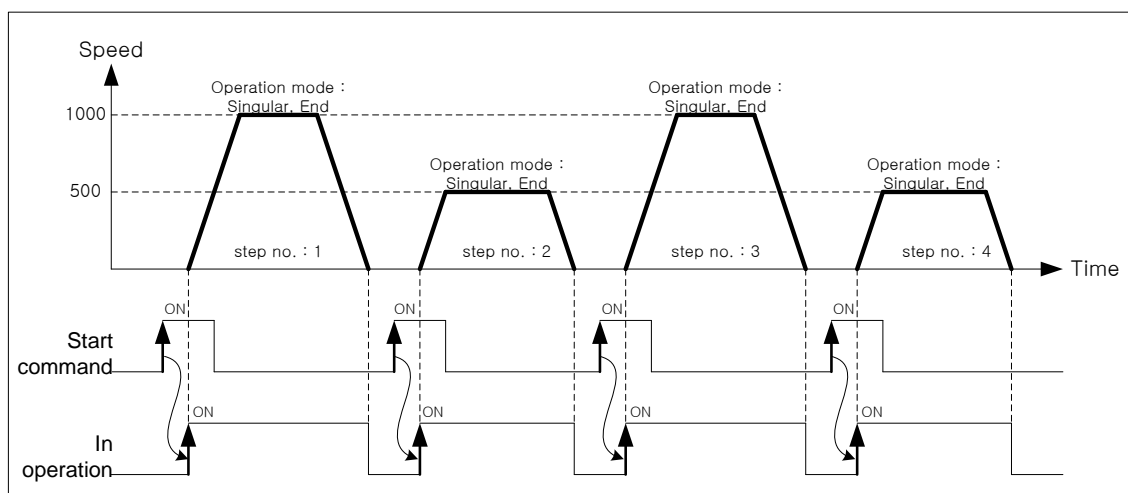 Speed
Operation mode :
Singular, End
Operation mode :
Singular, End
1000
Operation mode :
Singular, End
Operation mode :
Singular, End
500
step no. : 1
step no. : 2
step no. : 3
step no. : 4
Time
ON
ON
ON
ON
Start
command
ON
ON
ON
ON
In
operation